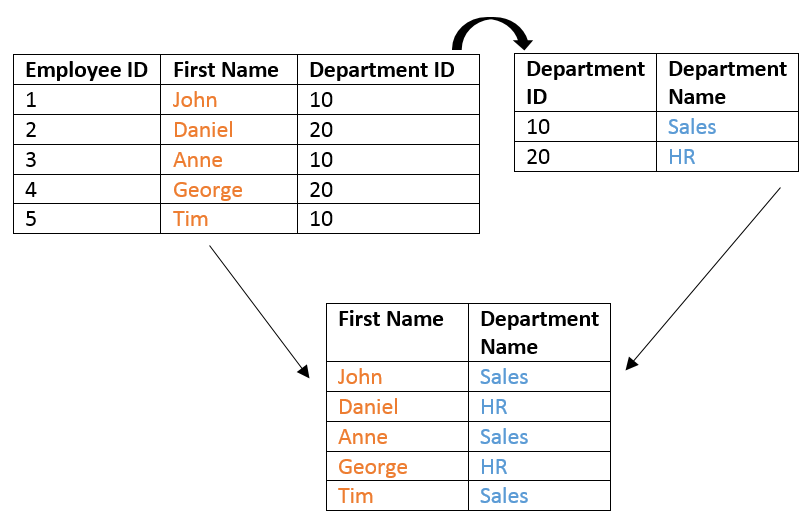 Employee ID First Name Department ID
1 John 10
2 Daniel 20
3 Anne 10
4 George 20
5 Tim 10
Department Department
ID Name
10 Sales
20 HR
First Name Department
Name
John Sales
Daniel HR
Anne Sales
George HR
Tim Sales